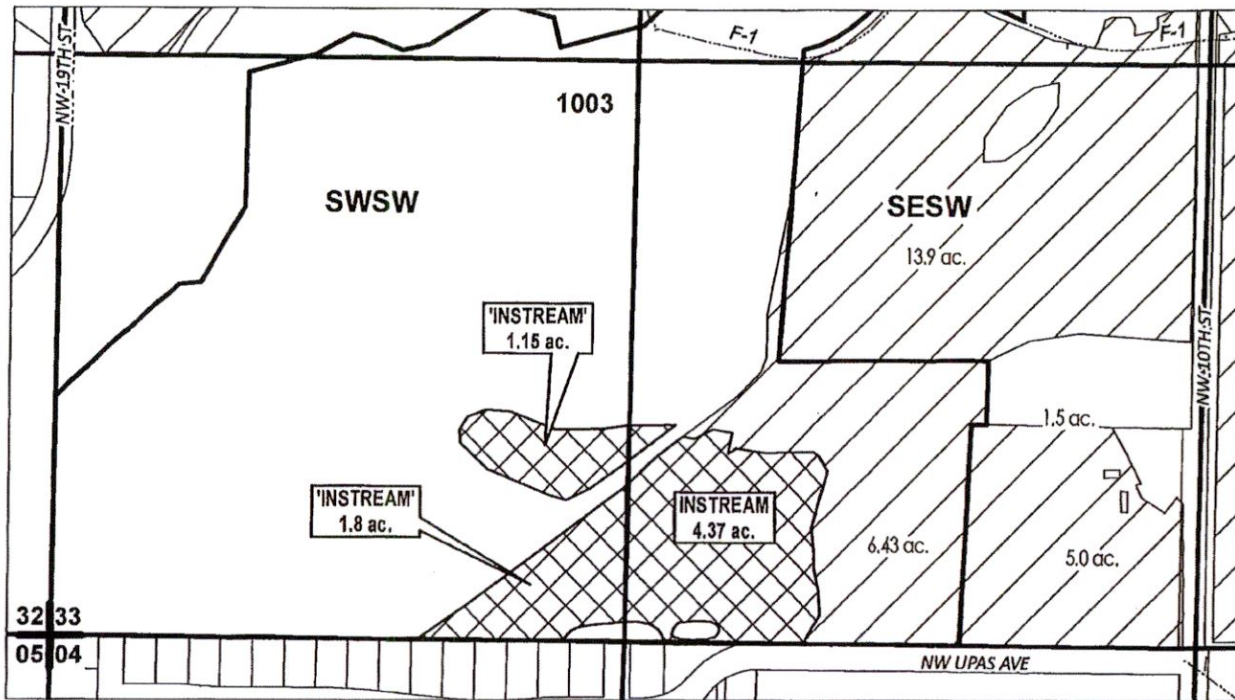 NW 19TH ST
F-1
F-1
1003
SWSW
SESW
13.9 ac.
'INSTREAM'
1.15 ac.
NW 10TH ST
1.5 ac.
'INSTREAM'
1.8 ac.
INSTREAM
4.37 ac.
6.43 ac.
5.0 ac.
32 33
05 04
NW UPAS AVE